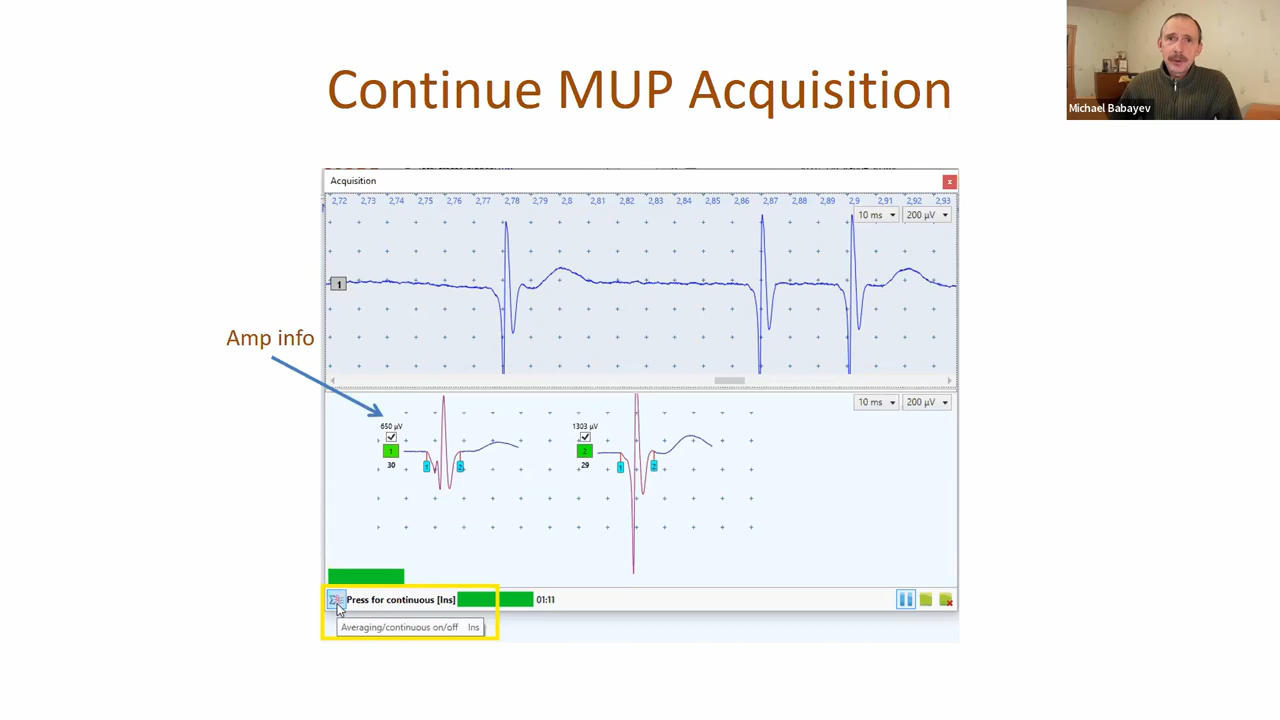 Continue MUP Acquisition
Michael Babayev
Acquisition
x
2,72 2,73 2,74 2,75 2,76 2,77 2,78 2,79 2,8 2,81 2,82 2,83 2,84 2,85 2,86 2,87 2,88 2,89 2,9 2,91 2,92 2,93
10 ms 200 µV
1
Amp info
10 ms 200 µV
650 µV 1303 µV
1 2
30 29
1 2 1 2
Press for continuous [Ins] 01:11
Averaging/continuous on/off Ins